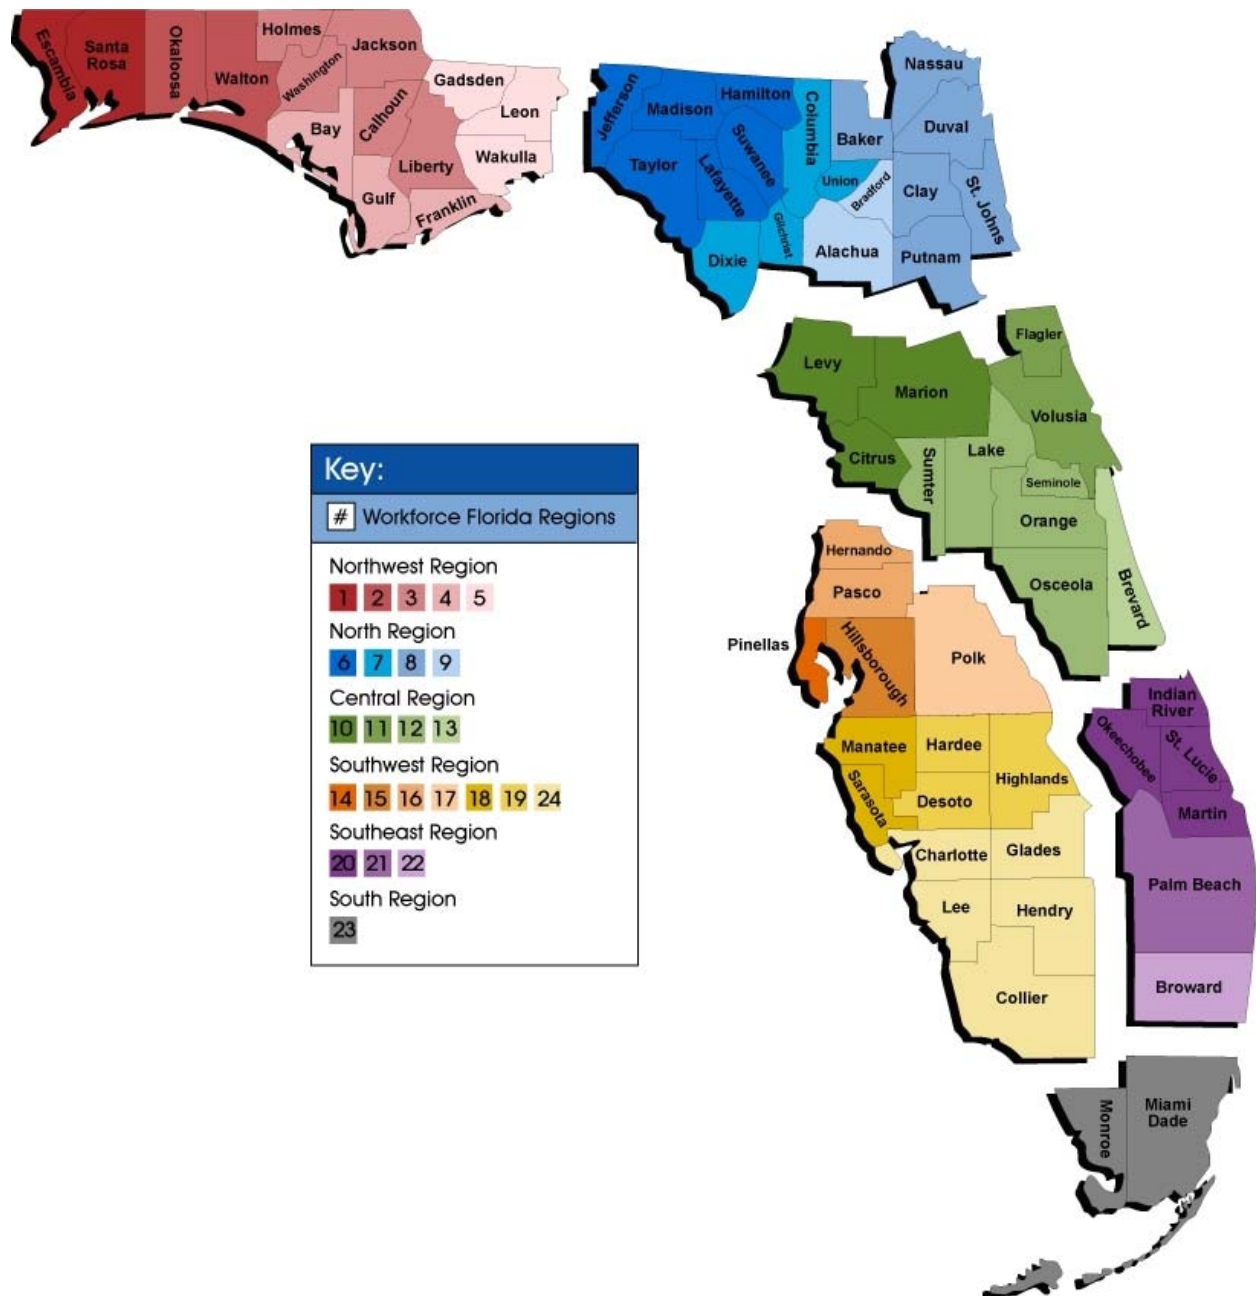 Escambia
Santa
Rosa
Okaloosa
Walton
Holmes
Washington
Jackson
Bay
Calhoun
Gulf
Liberty
Franklin
Gadsden
Leon
Wakulla
Jefferson
Madison
Hamilton
Taylor
Lafayette
Suwanee
Columbia
Dixie
Gilchrist
Union
Bradford
Alachua
Baker
Nassau
Duval
Clay
St. Johns
Putnam
Levy
Marion
Citrus
Flagler
Volusia
Sumter
Lake
Seminole
Orange
Osceola
Brevard
Key:
# Workforce Florida Regions
Northwest Region
1 2 3 4 5
North Region
6 7 8 9
Central Region
10 11 12 13
Southwest Region
14 15 16 17 18 19 24
Southeast Region
20 21 22
South Region
23
Hernando
Pasco
Pinellas
Hillsborough
Polk
Manatee
Sarasota
Hardee
Desoto
Highlands
Charlotte
Glades
Lee
Hendry
Collier
Indian
River
Okeechobee
St. Lucie
Martin
Palm Beach
Broward
Monroe
Miami
Dade